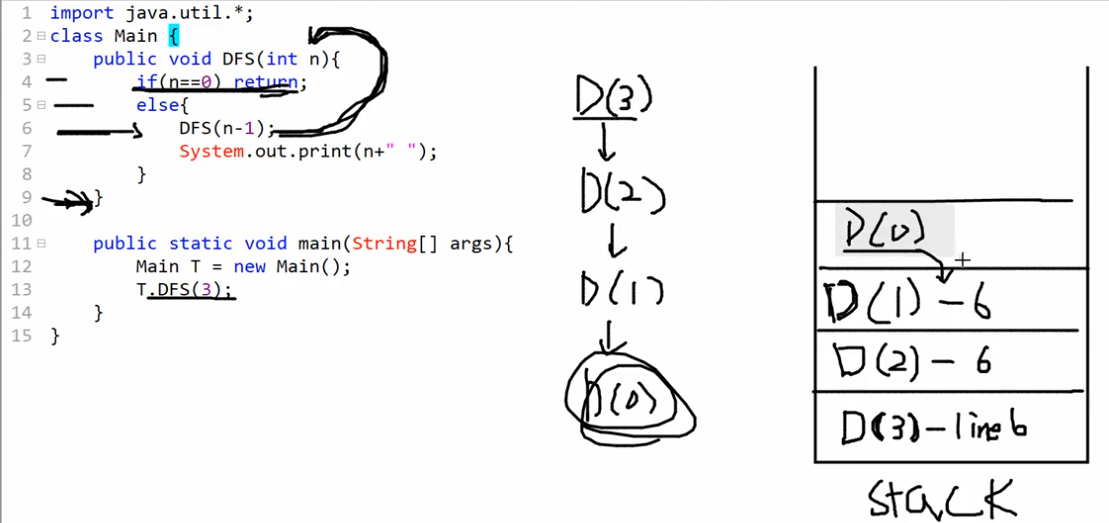 1 import java.util.*;
2 class Main {
3 public void DFS(int n){
4 if(n==0) return;
5 else{
6 DFS(n-1);
7 System.out.print(n+" ");
8 }
9 }
10
11 public static void main(String[] args){
12 Main T = new Main();
13 T.DFS(3);
14 }
15 }
D(3)
D(2)
D(1)
D(0)
D(0)
D(1) - 6
D(2) - 6
D(3) - line 6
stack